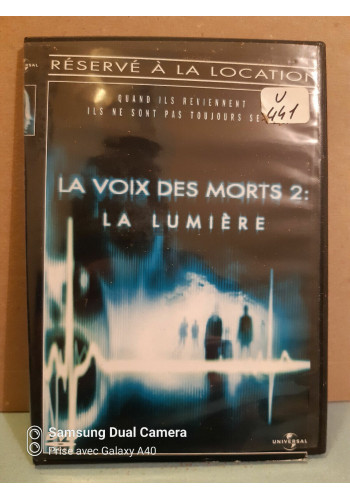 RÉSERVÉ À LA LOCATION
QUAND ILS REVIENNENT
ILS NE SONT PAS TOUJOURS SE
U
441
LA VOIX DES MORTS 2:
LA LUMIÈRE
UNIVERSAL
Samsung Dual Camera
Prise avec Galaxy A40